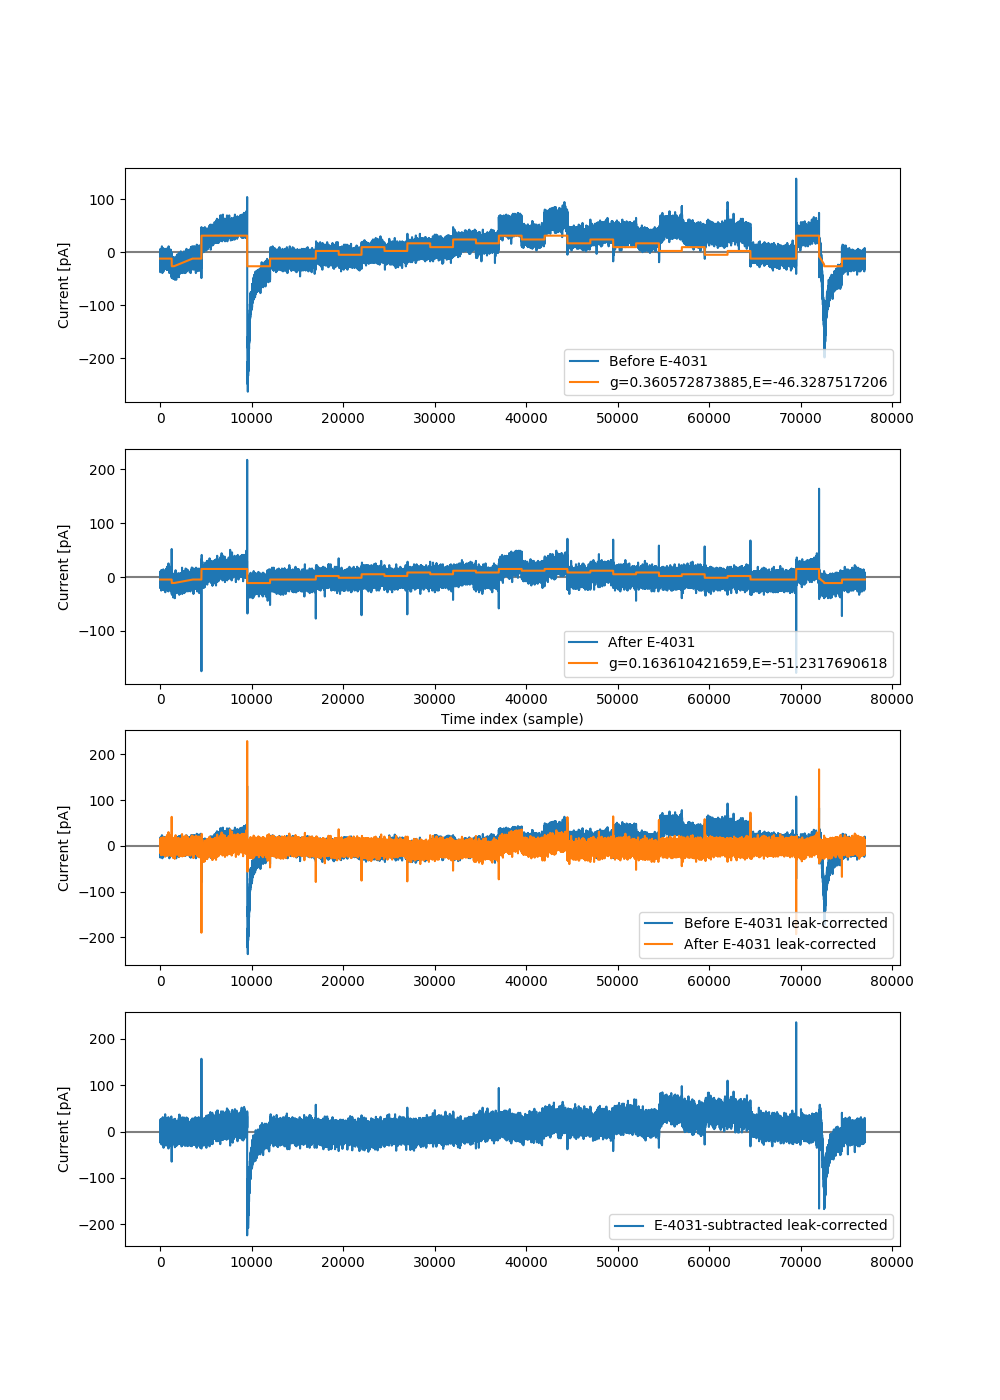 100
0
−100
−200
Current [pA]
Before E-4031
g=0.360572873885,E=-46.3287517206
0 10000 20000 30000 40000 50000 60000 70000 80000
200
100
0
−100
Current [pA]
After E-4031
g=0.163610421659,E=-51.2317690618
0 10000 20000 30000 40000 50000 60000 70000 80000
Time index (sample)
200
100
0
−100
−200
Current [pA]
Before E-4031 leak-corrected
After E-4031 leak-corrected
0 10000 20000 30000 40000 50000 60000 70000 80000
200
100
0
−100
−200
Current [pA]
E-4031-subtracted leak-corrected
0 10000 20000 30000 40000 50000 60000 70000 80000